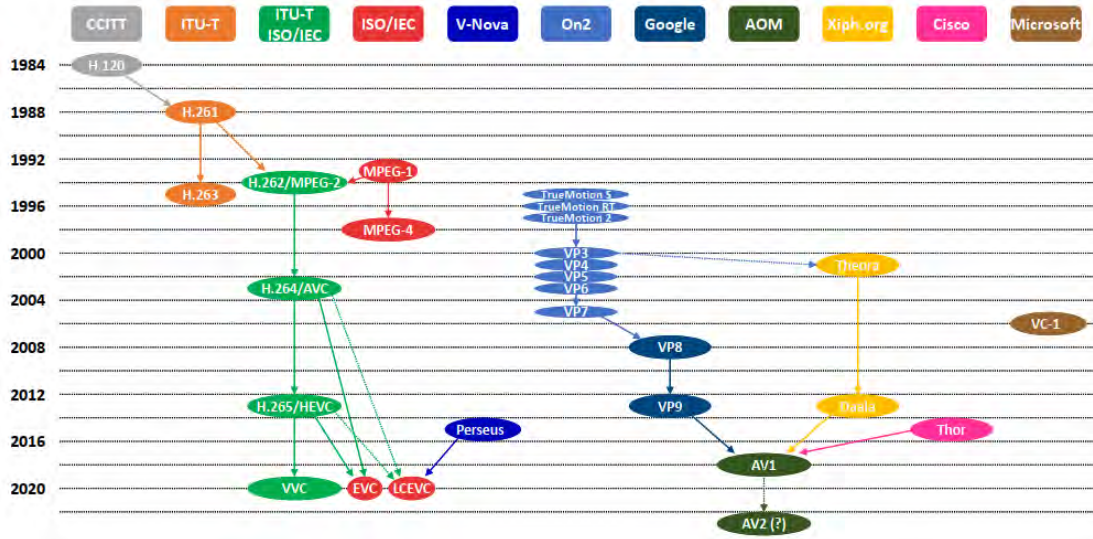 CCITT
ITU-T
ITU-T
ISO/IEC
ISO/IEC
V-Nova
On2
Google
AOM
Xiph.org
Cisco
Microsoft
1984
H.120
1988
H.261
1992
MPEG-1
H.262/MPEG-2
H.263
TrueMotion S
1996
TrueMotion RT
TrueMotion 2
MPEG-4
2000
VP3
VP4
Theora
VP5
H.264/AVC
VP6
2004
VP7
VC-1
2008
VP8
2012
H.265/HEVC
VP9
Daala
Perseus
Thor
2016
AV1
2020
VVC
EVC
LCEVC
AV2 (?)